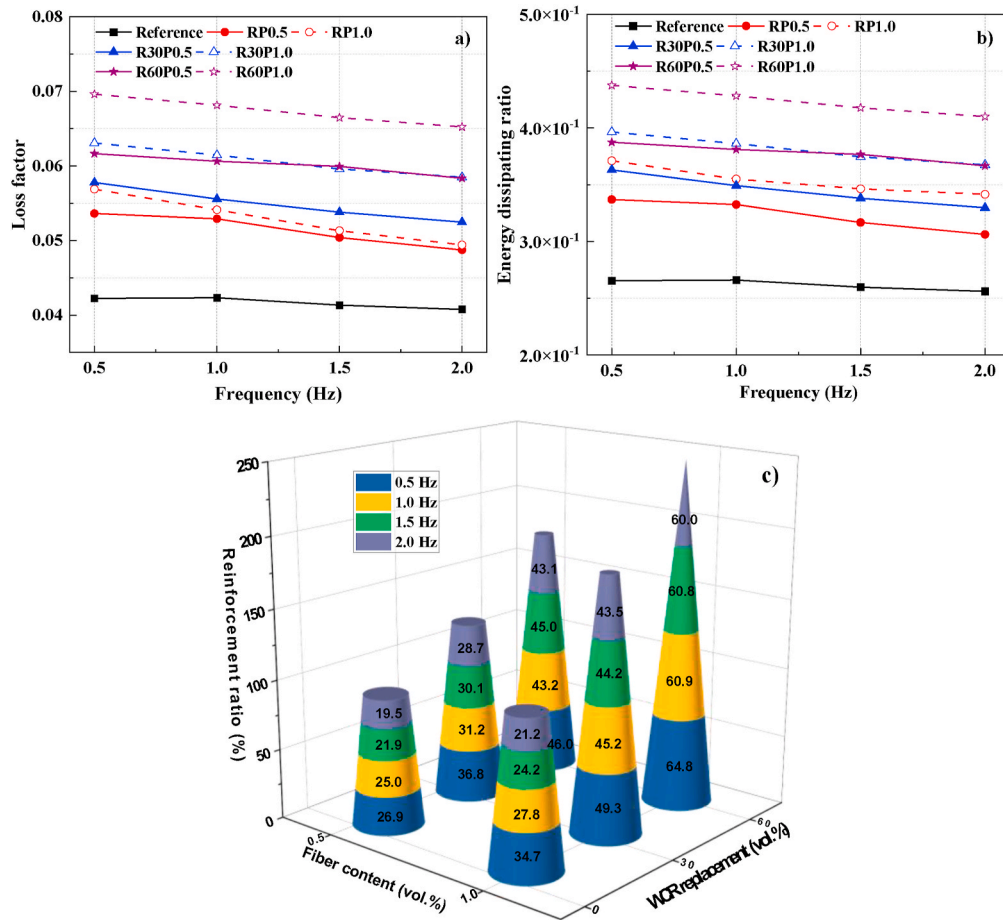 a)
Reference RP0.5 RP1.0
R30P0.5 R30P1.0
R60P0.5 R60P1.0
0.08
0.07
0.06
0.05
0.04
Loss factor
0.5 1.0 1.5 2.0
Frequency (Hz)
b)
Reference RP0.5 RP1.0
R30P0.5 R30P1.0
R60P0.5 R60P1.0
5.0×10⁻¹
4.0×10⁻¹
3.0×10⁻¹
2.0×10⁻¹
Energy dissipating ratio
0.5 1.0 1.5 2.0
Frequency (Hz)
c)
0.5 Hz
1.0 Hz
1.5 Hz
2.0 Hz
250
200
150
100
50
0
Reinforcement ratio (%)
19.5
21.9
25.0
26.9
28.7
30.1
31.2
36.8
43.1
45.0
43.2
46.0
21.2
24.2
27.8
34.7
43.5
44.2
45.2
49.3
60.0
60.8
60.9
64.8
0.5
1.0
Fiber content (vol.%)
0
30
60
WCR replacement (vol.%)